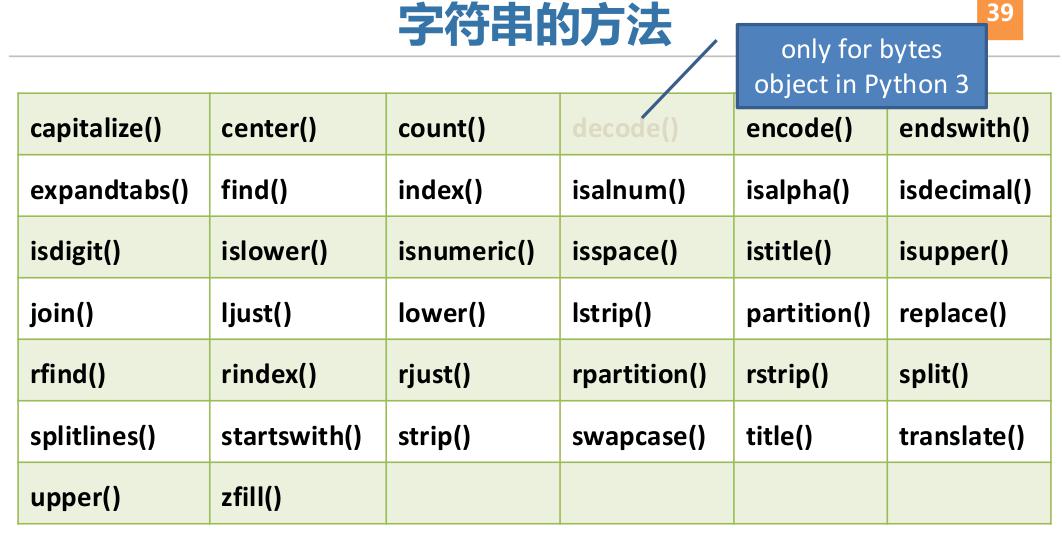 字符串的方法
39
only for bytes
object in Python 3
capitalize() center() count() decode() encode() endswith()
expandtabs() find() index() isalnum() isalpha() isdecimal()
isdigit() islower() isnumeric() isspace() istitle() isupper()
join() ljust() lower() lstrip() partition() replace()
rfind() rindex() rjust() rpartition() rstrip() split()
splitlines() startswith() strip() swapcase() title() translate()
upper() zfill()